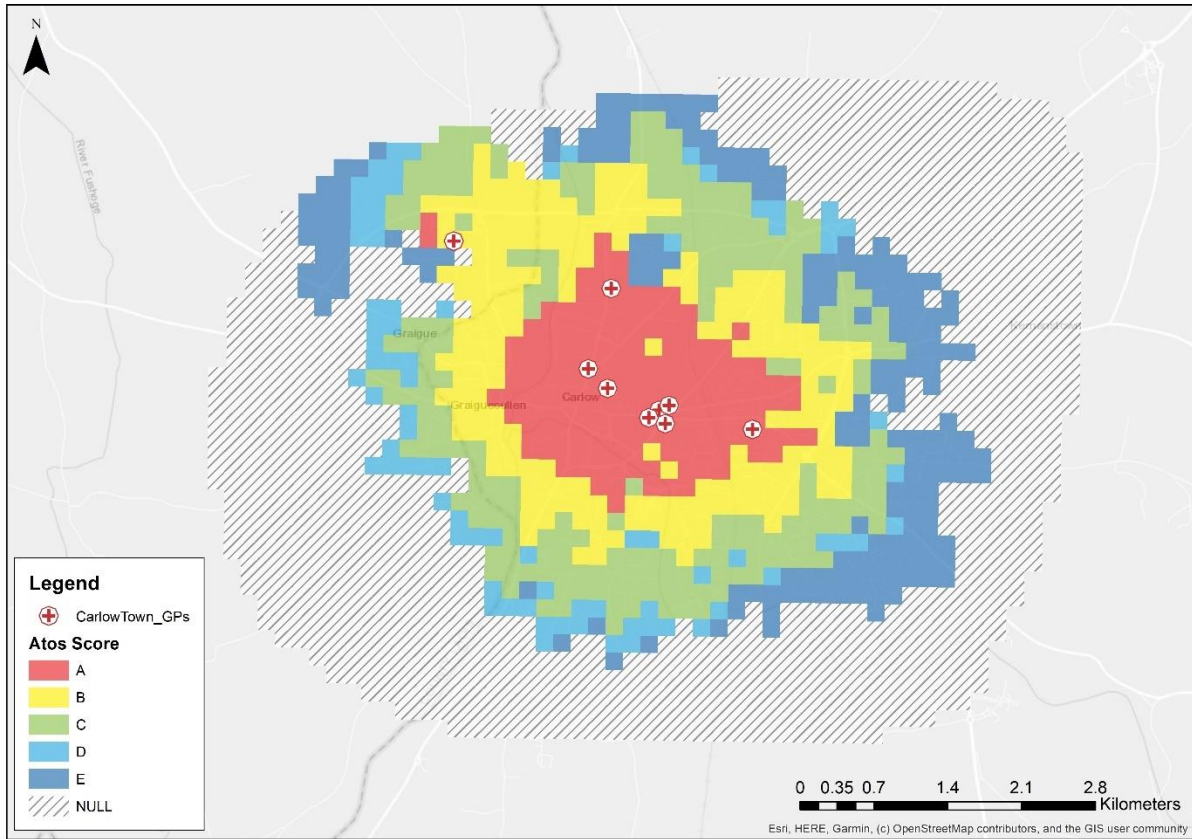 N
River Fushoge
Graigue
Graiguecullen
Carlow
Legend
CarlowTown_GPs
Atos Score
A
B
C
D
E
NULL
0 0.35 0.7 1.4 2.1 2.8
Kilometers
Esri, HERE, Garmin, (c) OpenStreetMap contributors, and the GIS user community